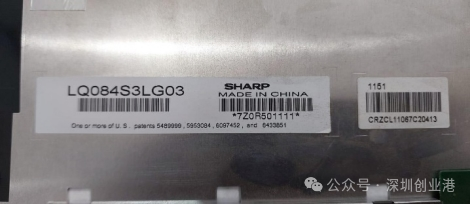 LQ084S3LG03
SHARP
MADE IN CHINA
*7Z0R501111*
One or more of U.S. patents 5489999, 5953084, 6097452, and 6433851
1151
CRZCL11067C20413
公众号 · 深圳创业港